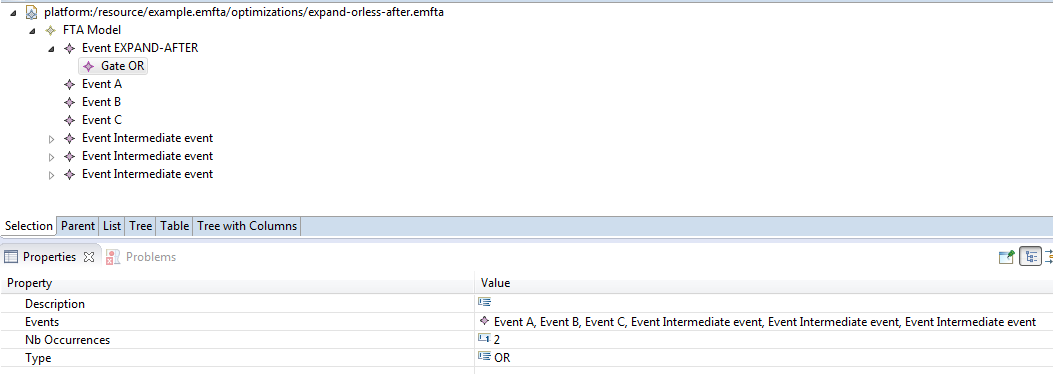 platform:/resource/example.emfta/optimizations/expand-orless-after.emfta
FTA Model
Event EXPAND-AFTER
Gate OR
Event A
Event B
Event C
Event Intermediate event
Event Intermediate event
Event Intermediate event
Selection Parent List Tree Table Tree with Columns
Properties Problems
Property Value
Description
Events Event A, Event B, Event C, Event Intermediate event, Event Intermediate event, Event Intermediate event
Nb Occurrences 2
Type OR